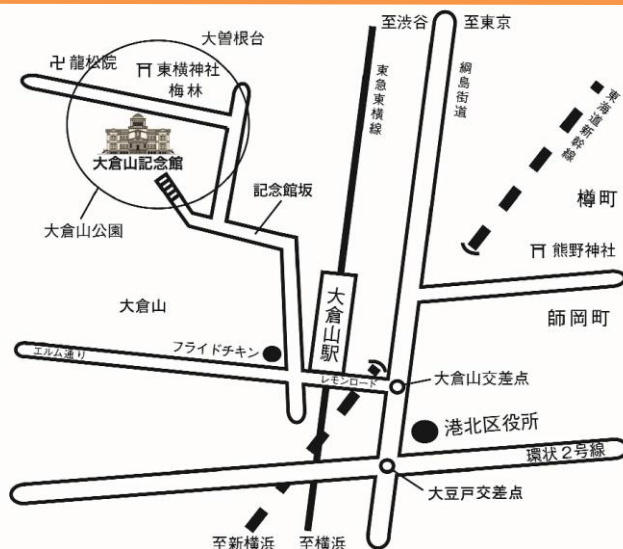 至渋谷
至東京
大曽根台
卍 龍松院
東横神社
梅林
東急東横線
綱島街道
東海道新幹線
大倉山記念館
記念館坂
樽町
大倉山公園
熊野神社
大倉山
大倉山駅
師岡町
エルム通り
フライドチキン
レモンロード
大倉山交差点
港北区役所
環状2号線
大豆戸交差点
至新横浜
至横浜